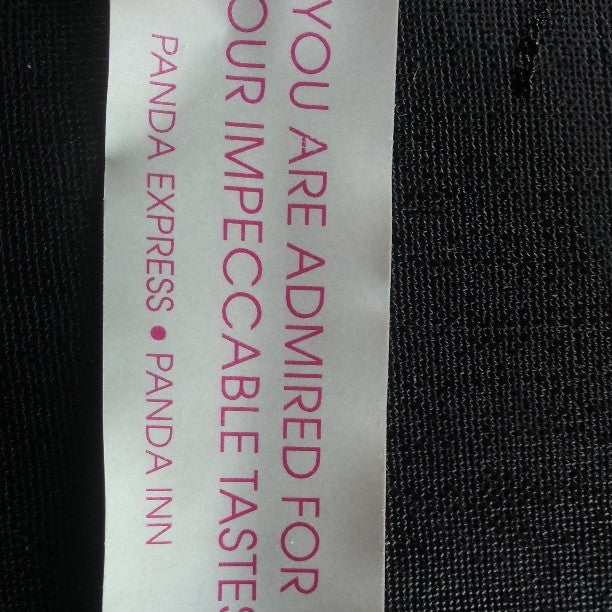 YOU ARE ADMIRED FOR
OUR IMPECCABLE TASTES
PANDA EXPRESS • PANDA INN